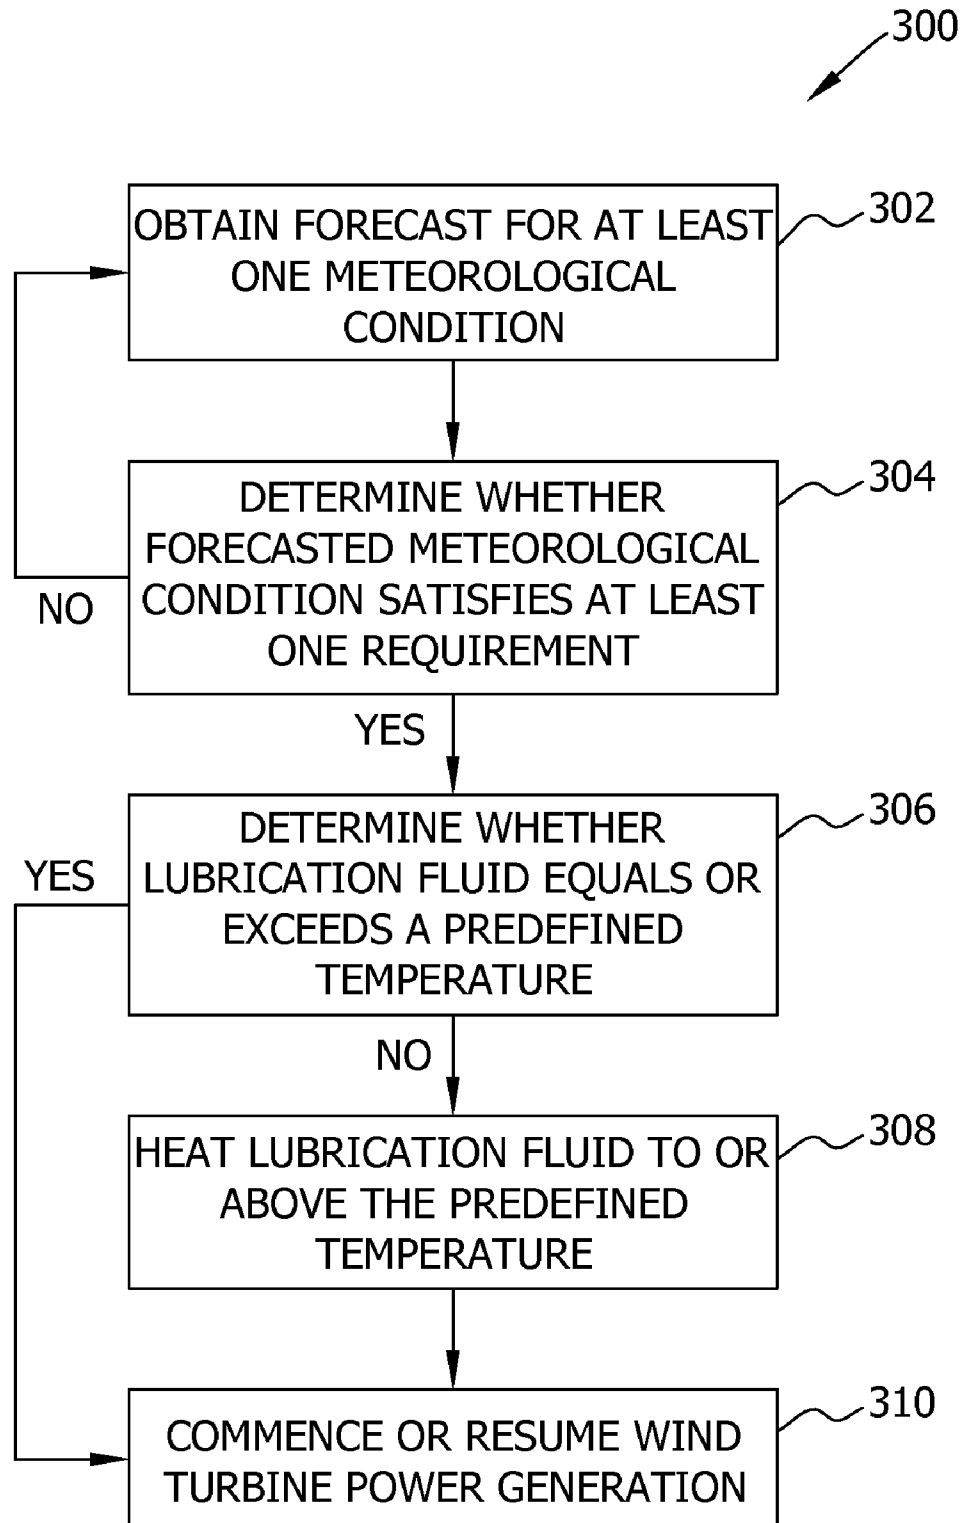 300
OBTAIN FORECAST FOR AT LEAST
ONE METEOROLOGICAL
CONDITION
302
DETERMINE WHETHER
FORECASTED METEOROLOGICAL
CONDITION SATISFIES AT LEAST
ONE REQUIREMENT
304
NO
YES
DETERMINE WHETHER
LUBRICATION FLUID EQUALS OR
EXCEEDS A PREDEFINED
TEMPERATURE
306
YES
NO
HEAT LUBRICATION FLUID TO OR
ABOVE THE PREDEFINED
TEMPERATURE
308
COMMENCE OR RESUME WIND
TURBINE POWER GENERATION
310